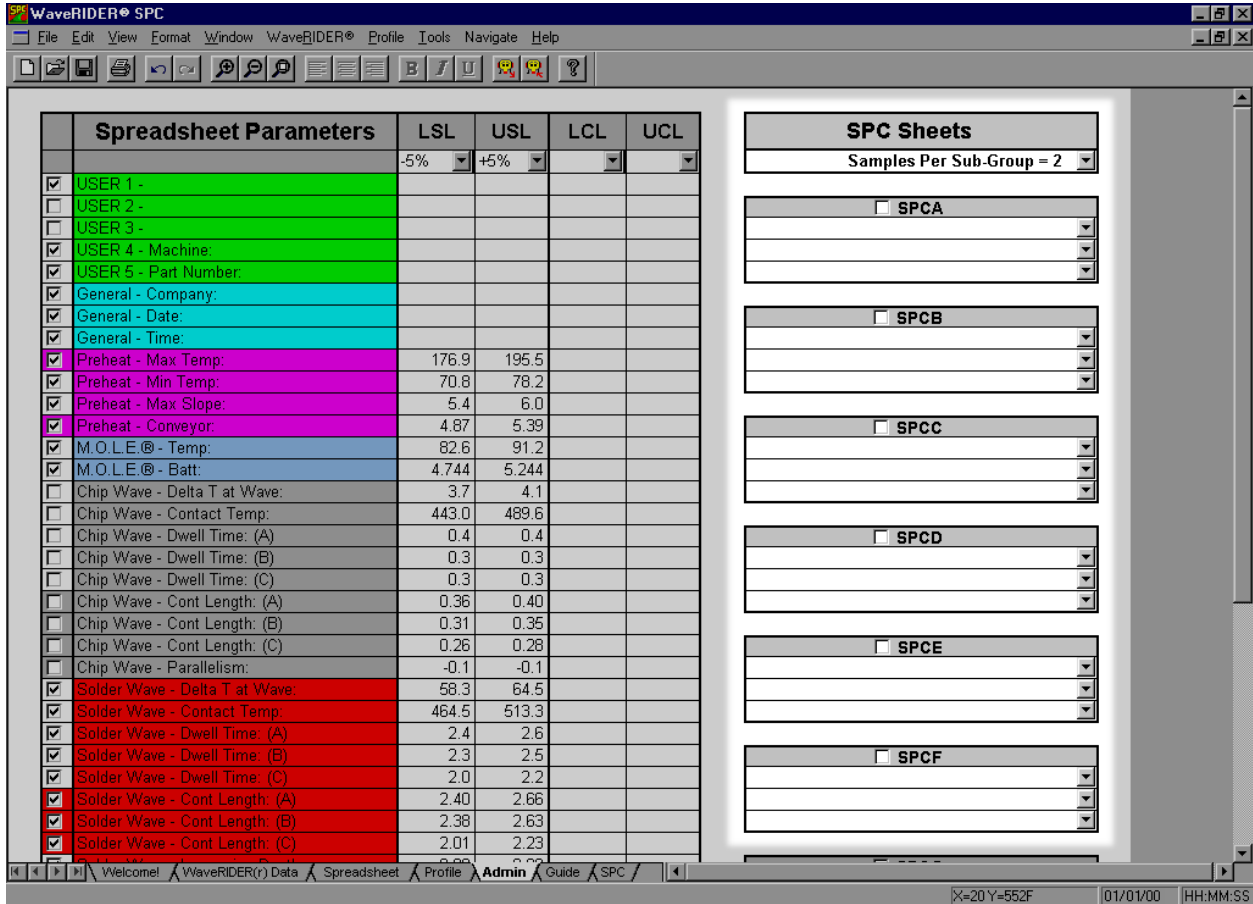 WaveRIDER® SPC
File Edit View Format Window WaveRIDER® Profile Tools Navigate Help
B I U ?
Spreadsheet Parameters LSL USL LCL UCL
-5% +5%
USER 1 -
USER 2 -
USER 3 -
USER 4 - Machine:
USER 5 - Part Number:
General - Company:
General - Date:
General - Time:
Preheat - Max Temp: 176.9 195.5
Preheat - Min Temp: 70.8 78.2
Preheat - Max Slope: 5.4 6.0
Preheat - Conveyor: 4.87 5.39
M.O.L.E.® - Temp: 82.6 91.2
M.O.L.E.® - Batt: 4.744 5.244
Chip Wave - Delta T at Wave: 3.7 4.1
Chip Wave - Contact Temp: 443.0 489.6
Chip Wave - Dwell Time: (A) 0.4 0.4
Chip Wave - Dwell Time: (B) 0.3 0.3
Chip Wave - Dwell Time: (C) 0.3 0.3
Chip Wave - Cont Length: (A) 0.36 0.40
Chip Wave - Cont Length: (B) 0.31 0.35
Chip Wave - Cont Length: (C) 0.26 0.28
Chip Wave - Parallelism: -0.1 -0.1
Solder Wave - Delta T at Wave: 58.3 64.5
Solder Wave - Contact Temp: 464.5 513.3
Solder Wave - Dwell Time: (A) 2.4 2.6
Solder Wave - Dwell Time: (B) 2.3 2.5
Solder Wave - Dwell Time: (C) 2.0 2.2
Solder Wave - Cont Length: (A) 2.40 2.66
Solder Wave - Cont Length: (B) 2.38 2.63
Solder Wave - Cont Length: (C) 2.01 2.23
SPC Sheets
Samples Per Sub-Group = 2
SPCA
SPCB
SPCC
SPCD
SPCE
SPCF
Welcome! WaveRIDER(r) Data Spreadsheet Profile Admin Guide SPC
X=20 Y=552F 01/01/00 HH:MM:SS